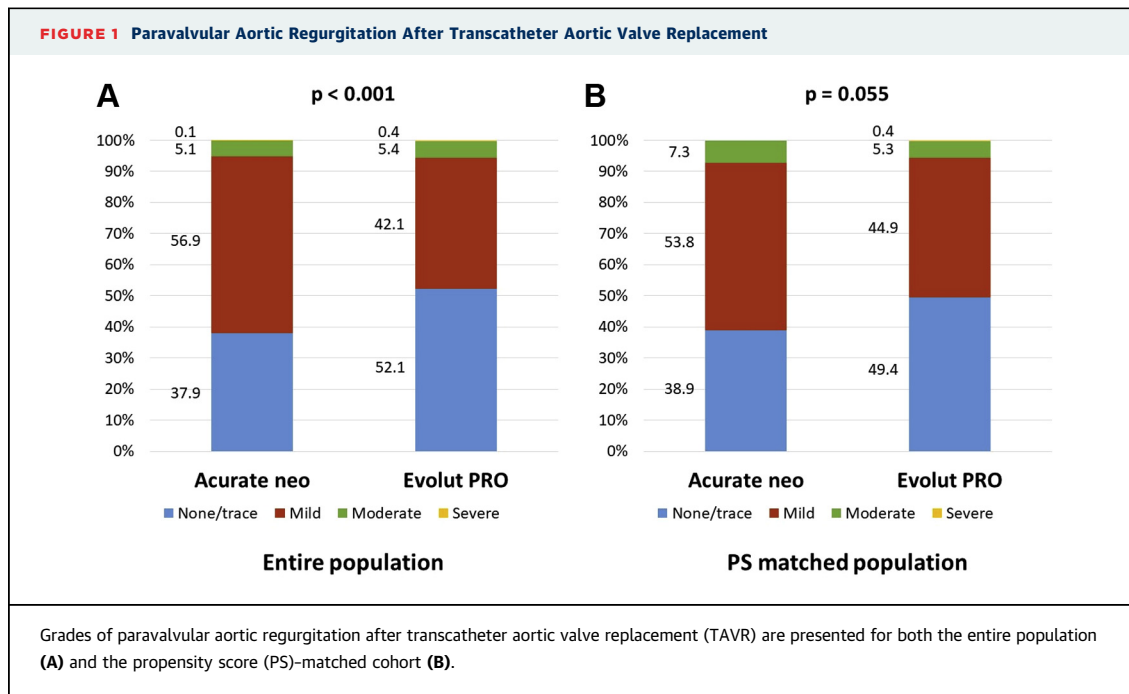 FIGURE 1 Paravalvular Aortic Regurgitation After Transcatheter Aortic Valve Replacement
A
p < 0.001
0.1
0.4
100%
5.1
5.4
90%
80%
70%
56.9
42.1
60%
50%
40%
30%
52.1
20%
37.9
10%
0%
Acurate neo
Evolut PRO
None/trace Mild Moderate Severe
Entire population
B
p = 0.055
0.4
100%
7.3
5.3
90%
80%
70%
53.8
44.9
60%
50%
40%
30%
49.4
20%
38.9
10%
0%
Acurate neo
Evolut PRO
None/trace Mild Moderate Severe
PS matched population
Grades of paravalvular aortic regurgitation after transcatheter aortic valve replacement (TAVR) are presented for both the entire population
(A) and the propensity score (PS)–matched cohort (B).